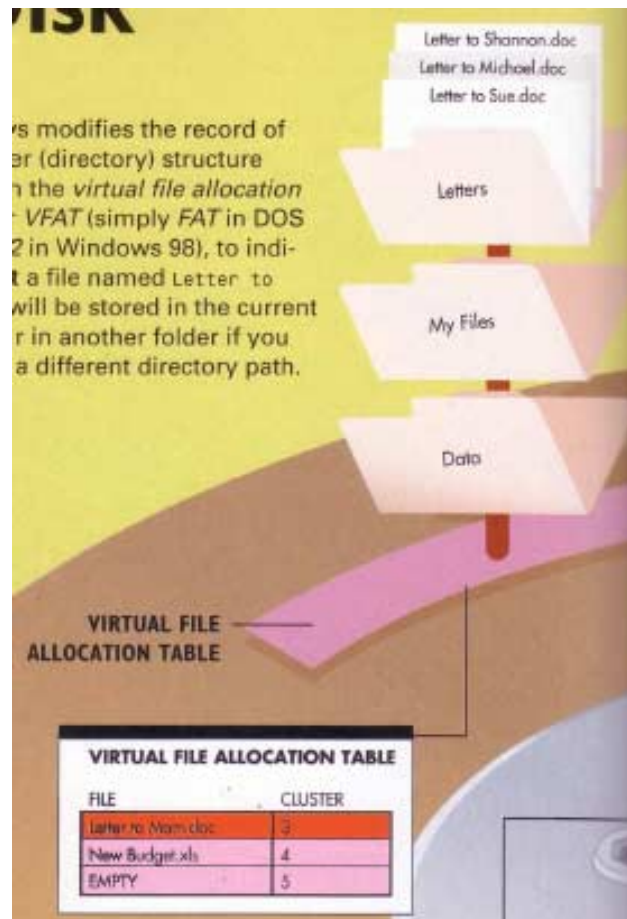 DISK
Letter to Shannon.doc
Letter to Michael.doc
Letter to Sue.doc
Letters
My Files
Data
ys modifies the record of
er (directory) structure
n the virtual file allocation
r VFAT (simply FAT in DOS
2 in Windows 98), to indi-
t a file named Letter to
will be stored in the current
r in another folder if you
a different directory path.
VIRTUAL FILE
ALLOCATION TABLE
VIRTUAL FILE ALLOCATION TABLE
FILE CLUSTER
Letter to Mom.doc 3
New Budget.xls 4
EMPTY 5